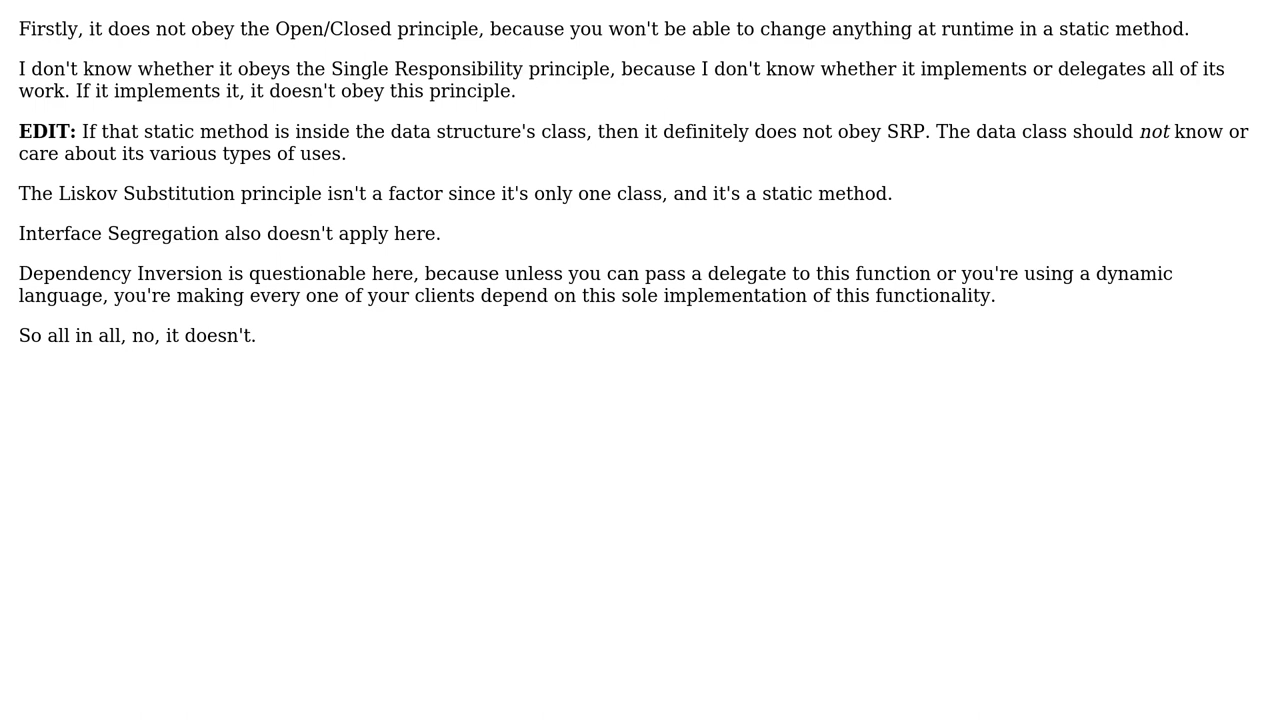 Firstly, it does not obey the Open/Closed principle, because you won't be able to change anything at runtime in a static method.
I don't know whether it obeys the Single Responsibility principle, because I don't know whether it implements or delegates all of its
work. If it implements it, it doesn't obey this principle.
EDIT: If that static method is inside the data structure's class, then it definitely does not obey SRP. The data class should not know or
care about its various types of uses.
The Liskov Substitution principle isn't a factor since it's only one class, and it's a static method.
Interface Segregation also doesn't apply here.
Dependency Inversion is questionable here, because unless you can pass a delegate to this function or you're using a dynamic
language, you're making every one of your clients depend on this sole implementation of this functionality.
So all in all, no, it doesn't.